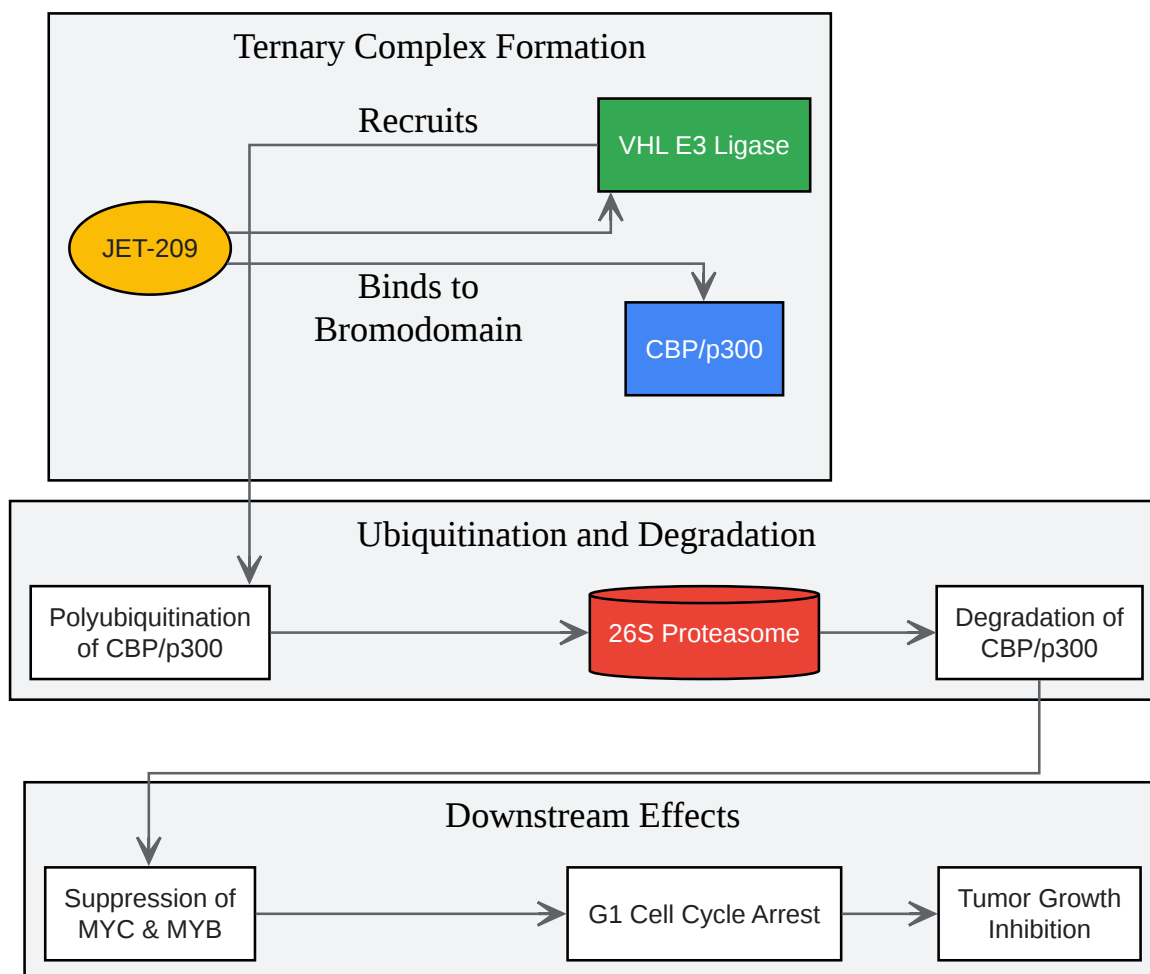 Ternary Complex Formation
Recruits
VHL E3 Ligase
JET-209
Binds to
Bromodomain
CBP/p300
Ubiquitination and Degradation
Polyubiquitination
of CBP/p300
26S Proteasome
Degradation of
CBP/p300
Downstream Effects
Suppression of
MYC & MYB
G1 Cell Cycle Arrest
Tumor Growth
Inhibition